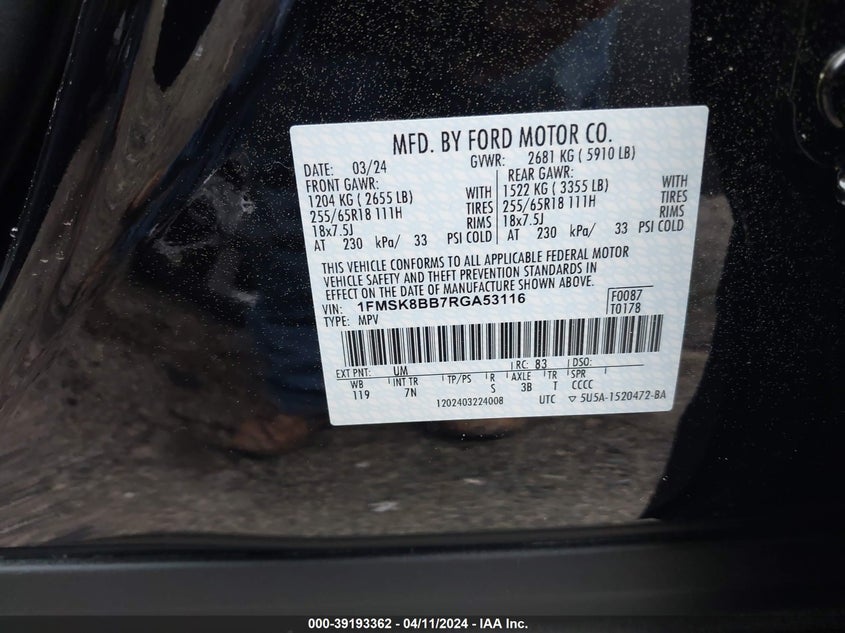 MFD. BY FORD MOTOR CO.
DATE: 03/24 GVWR: 2681 KG ( 5910 LB)
FRONT GAWR: REAR GAWR:
1204 KG ( 2655 LB) WITH 1522 KG ( 3355 LB) WITH
255/65R18 111H TIRES 255/65R18 111H TIRES
18x7.5J RIMS 18x7.5J RIMS
AT 230 kPa/ 33 PSI COLD AT 230 kPa/ 33 PSI COLD
THIS VEHICLE CONFORMS TO ALL APPLICABLE FEDERAL MOTOR
VEHICLE SAFETY AND THEFT PREVENTION STANDARDS IN
EFFECT ON THE DATE OF MANUFACTURE SHOWN ABOVE.
VIN: 1FMSK8BB7RGA53116 F0087
TYPE: MPV T0178
EXT PNT: UM RC: 83 DSO:
WB INT TR TP/PS R AXLE TR SPR
119 7N S 3B T CCCC
1202403224008 UTC ▽ 5U5A-1520472-BA
000-39193362 / 04/11/2024 - IAA Inc.